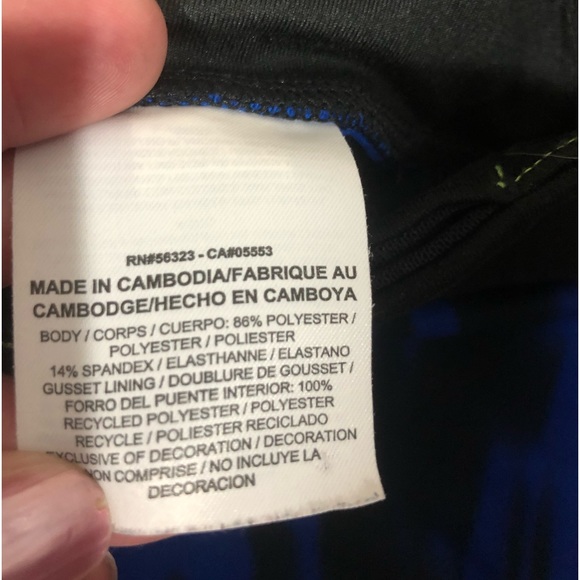 RN#56323 - CA#05553
MADE IN CAMBODIA/FABRIQUE AU
CAMBODGE/HECHO EN CAMBOYA
BODY / CORPS / CUERPO: 86% POLYESTER /
POLYESTER / POLIESTER
14% SPANDEX / ELASTHANNE / ELASTANO
GUSSET LINING / DOUBLURE DE GOUSSET /
FORRO DEL PUENTE INTERIOR: 100%
RECYCLED POLYESTER / POLYESTER
RECYCLE / POLIESTER RECICLADO
EXCLUSIVE OF DECORATION / DECORATION
NON COMPRISE / NO INCLUYE LA
DECORACION